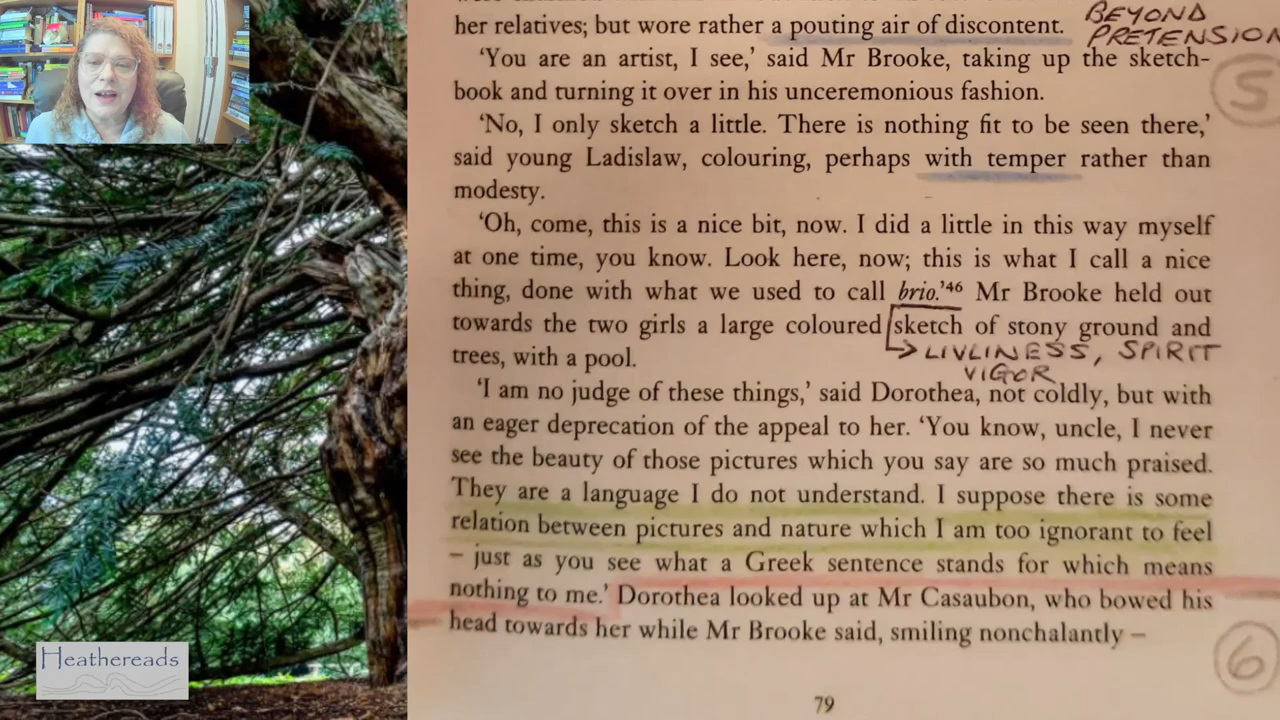 her relatives; but wore rather a pouting air of discontent.
BEYOND
PRETENSION
'You are an artist, I see,' said Mr Brooke, taking up the sketch-
book and turning it over in his unceremonious fashion.
5
'No, I only sketch a little. There is nothing fit to be seen there,'
said young Ladislaw, colouring, perhaps with temper rather than
modesty.
'Oh, come, this is a nice bit, now. I did a little in this way myself
at one time, you know. Look here, now; this is what I call a nice
thing, done with what we used to call brio.'46 Mr Brooke held out
towards the two girls a large coloured sketch of stony ground and
trees, with a pool.
LIVLINESS, SPIRIT
VIGOR
'I am no judge of these things,' said Dorothea, not coldly, but with
an eager deprecation of the appeal to her. 'You know, uncle, I never
see the beauty of those pictures which you say are so much praised.
They are a language I do not understand. I suppose there is some
relation between pictures and nature which I am too ignorant to feel
– just as you see what a Greek sentence stands for which means
nothing to me.' Dorothea looked up at Mr Casaubon, who bowed his
head towards her while Mr Brooke said, smiling nonchalantly –
6
79
Heathereads